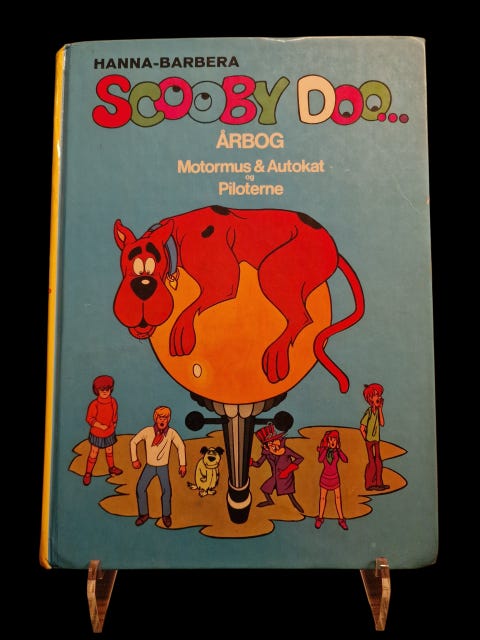 HANNA-BARBERA
SCOOBY DOO...
ÅRBOG
Motormus & Autokat
og
Piloterne